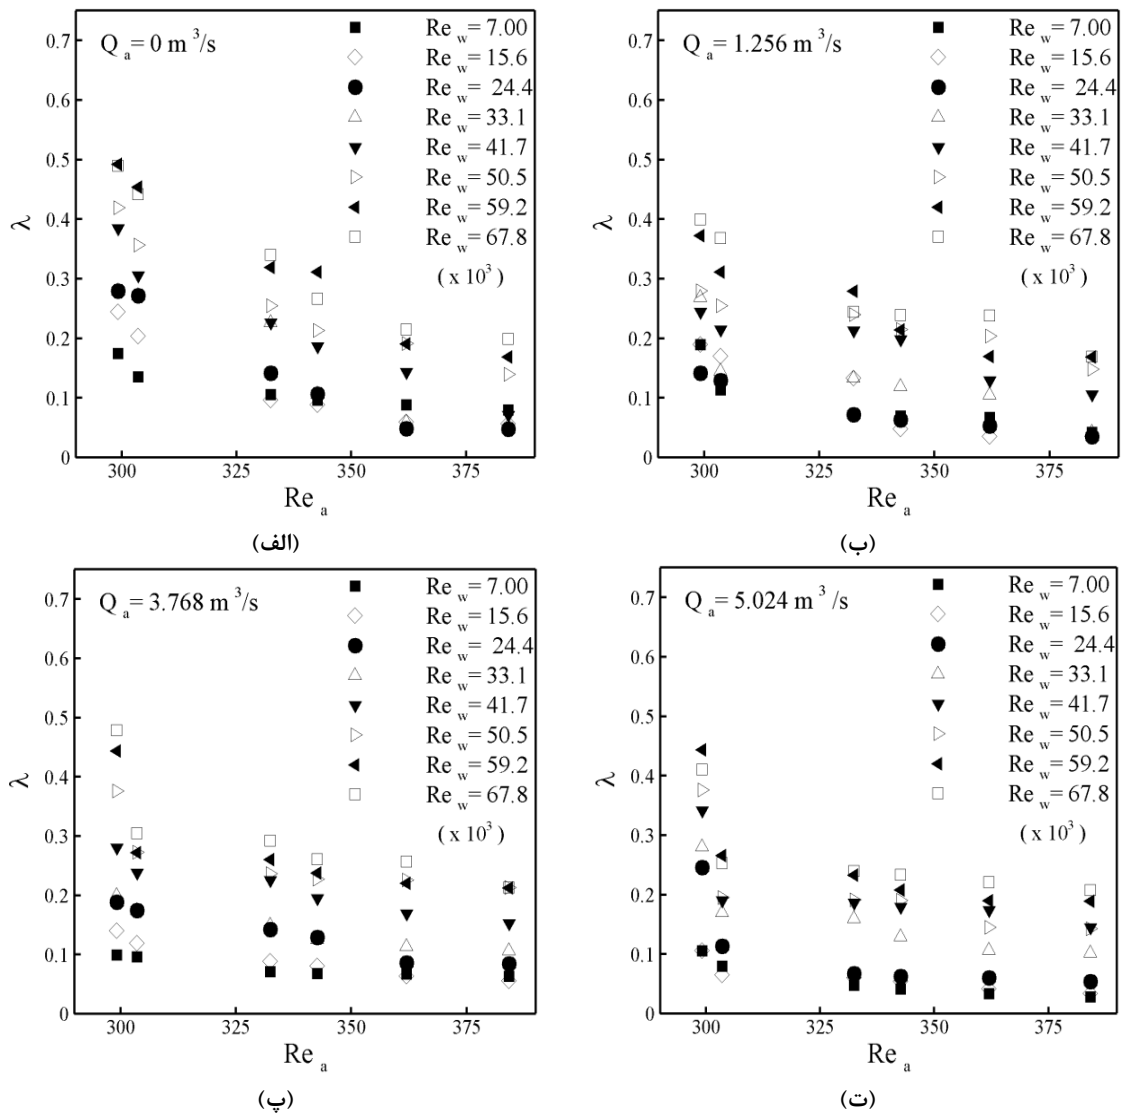 Q a = 0 m 3 /s
Re w = 7.00
Re w = 15.6
Re w = 24.4
Re w = 33.1
Re w = 41.7
Re w = 50.5
Re w = 59.2
Re w = 67.8
( x 10³ )
0.7
0.6
0.5
0.4
0.3
0.2
0.1
0
λ
300
325
350
375
Re a
(الف)
Q a = 1.256 m 3 /s
Re w = 7.00
Re w = 15.6
Re w = 24.4
Re w = 33.1
Re w = 41.7
Re w = 50.5
Re w = 59.2
Re w = 67.8
( x 10³ )
0.7
0.6
0.5
0.4
0.3
0.2
0.1
0
λ
300
325
350
375
Re a
(ب)
Q a = 3.768 m 3 /s
Re w = 7.00
Re w = 15.6
Re w = 24.4
Re w = 33.1
Re w = 41.7
Re w = 50.5
Re w = 59.2
Re w = 67.8
( x 10³ )
0.7
0.6
0.5
0.4
0.3
0.2
0.1
0
λ
300
325
350
375
Re a
(پ)
Q a = 5.024 m 3 /s
Re w = 7.00
Re w = 15.6
Re w = 24.4
Re w = 33.1
Re w = 41.7
Re w = 50.5
Re w = 59.2
Re w = 67.8
( x 10³ )
0.7
0.6
0.5
0.4
0.3
0.2
0.1
0
λ
300
325
350
375
Re a
(ت)